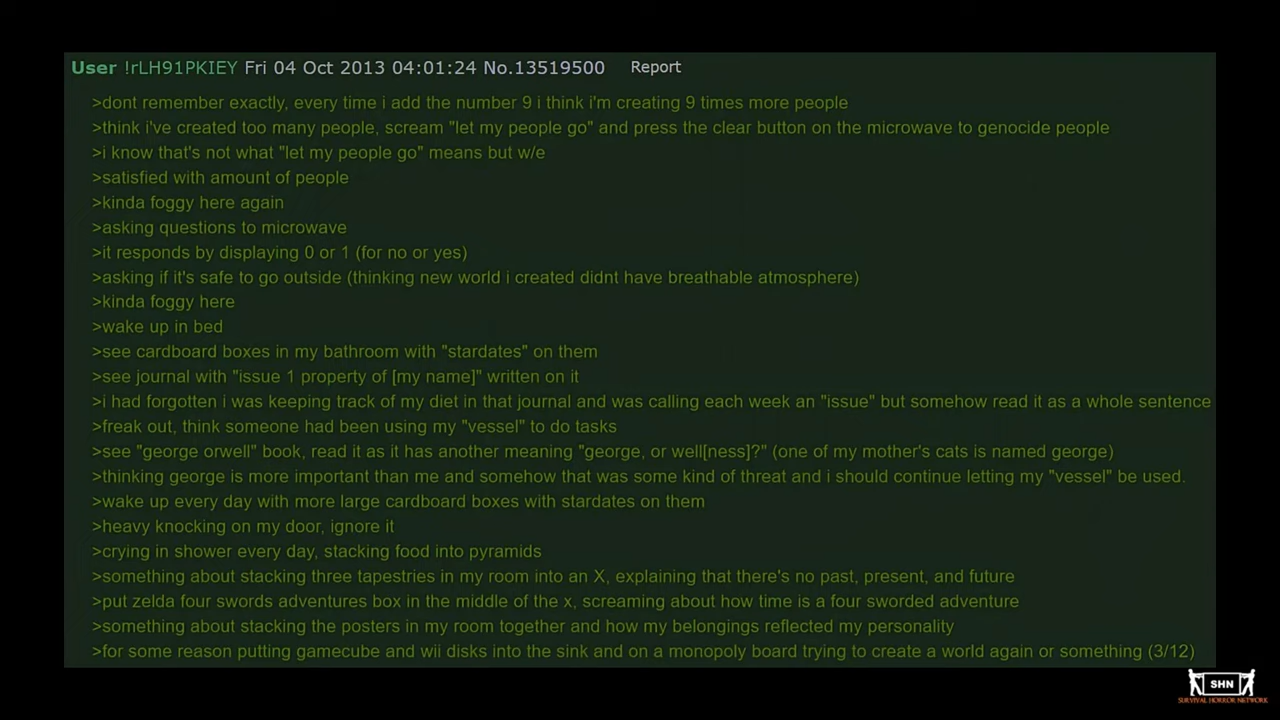 User !rLH91PKIEY Fri 04 Oct 2013 04:01:24 No.13519500 Report
>dont remember exactly, every time i add the number 9 i think i'm creating 9 times more people
>think i've created too many people, scream "let my people go" and press the clear button on the microwave to genocide people
>i know that's not what "let my people go" means but w/e
>satisfied with amount of people
>kinda foggy here again
>asking questions to microwave
>it responds by displaying 0 or 1 (for no or yes)
>asking if it's safe to go outside (thinking new world i created didnt have breathable atmosphere)
>kinda foggy here
>wake up in bed
>see cardboard boxes in my bathroom with "stardates" on them
>see journal with "issue 1 property of [my name]" written on it
>i had forgotten i was keeping track of my diet in that journal and was calling each week an "issue" but somehow read it as a whole sentence
>freak out, think someone had been using my "vessel" to do tasks
>see "george orwell" book, read it as it has another meaning "george, or well[ness]?" (one of my mother's cats is named george)
>thinking george is more important than me and somehow that was some kind of threat and i should continue letting my "vessel" be used.
>wake up every day with more large cardboard boxes with stardates on them
>heavy knocking on my door, ignore it
>crying in shower every day, stacking food into pyramids
>something about stacking three tapestries in my room into an X, explaining that there's no past, present, and future
>put zelda four swords adventures box in the middle of the x, screaming about how time is a four sworded adventure
>something about stacking the posters in my room together and how my belongings reflected my personality
>for some reason putting gamecube and wii disks into the sink and on a monopoly board trying to create a world again or something (3/12)
SHN
SURVIVAL HORROR NETWORK